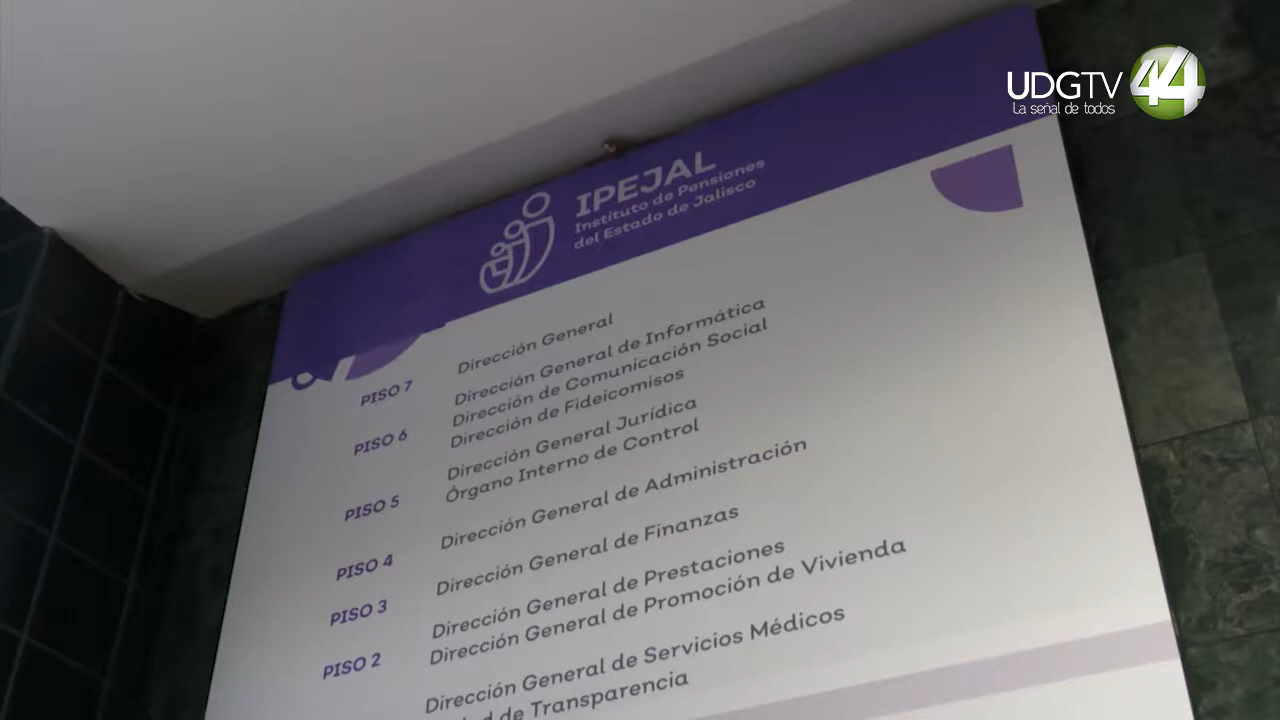 UDGTV 44
La señal de todos
IPEJAL
Instituto de Pensiones
del Estado de Jalisco
PISO 7 Dirección General
PISO 6 Dirección General de Informática
Dirección de Comunicación Social
Dirección de Fideicomisos
PISO 5 Dirección General Jurídica
Órgano Interno de Control
PISO 4 Dirección General de Administración
PISO 3 Dirección General de Finanzas
PISO 2 Dirección General de Prestaciones
Dirección General de Promoción de Vivienda
Dirección General de Servicios Médicos
de Transparencia